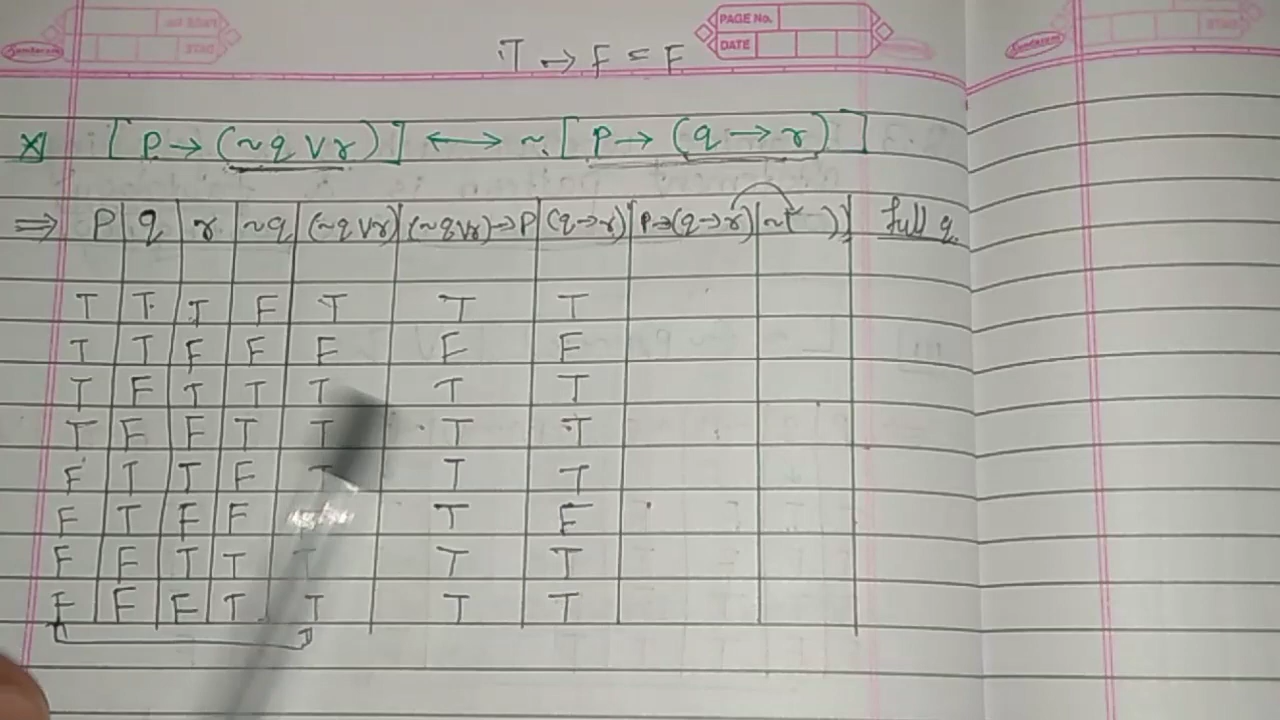 PAGE No.
DATE
T → F = F
x] [P → (~q ∨ r)] ↔ ~[P → (q → r)]
⇒ P q r ~q (~q ∨ r) (~q ∨ r) → P (q → r) P → (q → r) ~( )] full q.
T T T F T T T
T T F F F F F
T F T T T T T
T F F T T T T
F T T F T T T
F T F F T F
F F T T T T T
F F F T T T T